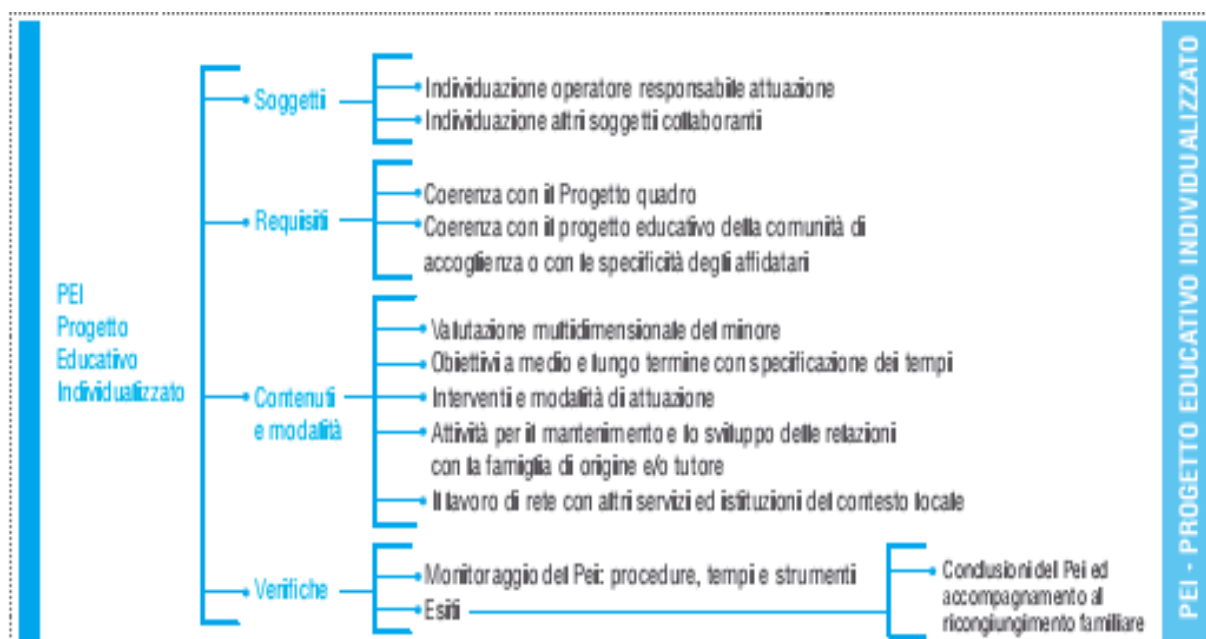 PEI
Progetto
Educativo
Individualizzato
Soggetti
Individuazione operatore responsabile attuazione
Individuazione altri soggetti collaboranti
Requisiti
Coerenza con il Progetto quadro
Coerenza con il progetto educativo della comunità di
accoglienza o con le specificità degli affidatari
Contenuti
e modalità
Valutazione multidimensionale del minore
Obiettivi a medio e lungo termine con specificazione dei tempi
Interventi e modalità di attuazione
Attività per il mantenimento e lo sviluppo delle relazioni
con la famiglia di origine e/o tutore
Il lavoro di rete con altri servizi ed istituzioni del contesto locale
Verifiche
Monitoraggio del Pei: procedure, tempi e strumenti
Esiti
Conclusioni del Pei ed
accompagnamento al
ricongiungimento familiare
PEI - PROGETTO EDUCATIVO INDIVIDUALIZZATO